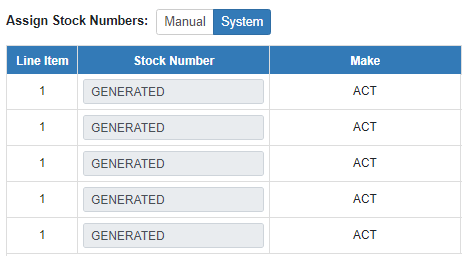 Assign Stock Numbers: Manual System
Line Item Stock Number Make
1 GENERATED ACT
1 GENERATED ACT
1 GENERATED ACT
1 GENERATED ACT
1 GENERATED ACT